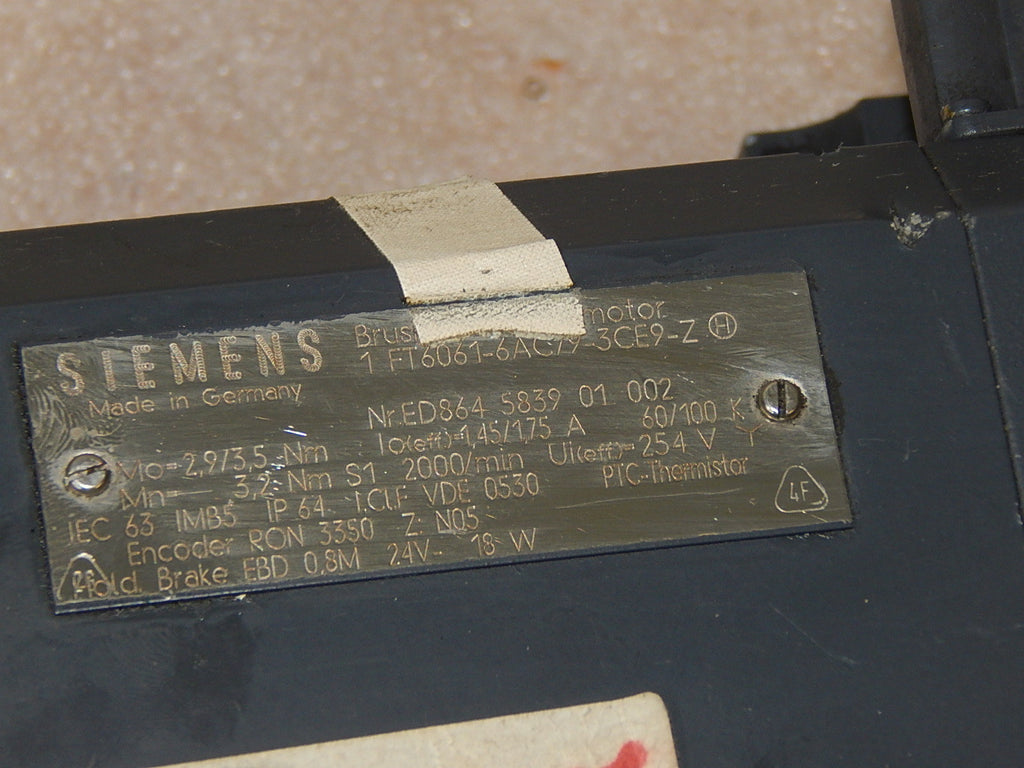 SIEMENS
Made in Germany
Brus motor
1 FT6061-6AC79-3CE9-Z H
Nr.ED864 5839 01 002
Mo=2,9/3,5 Nm Io(eff)=1,45/1,75 A 60/100 K
Mn=— 3,2 Nm S1 2000/min Ui(eff)=254 V Y
IEC 63 IMB5 IP 64 I.Cl.F VDE 0530 PTC-Thermistor
Encoder RON 3350 Z: N05
Hold. Brake EBD 0,8M 24V- 18 W
4F